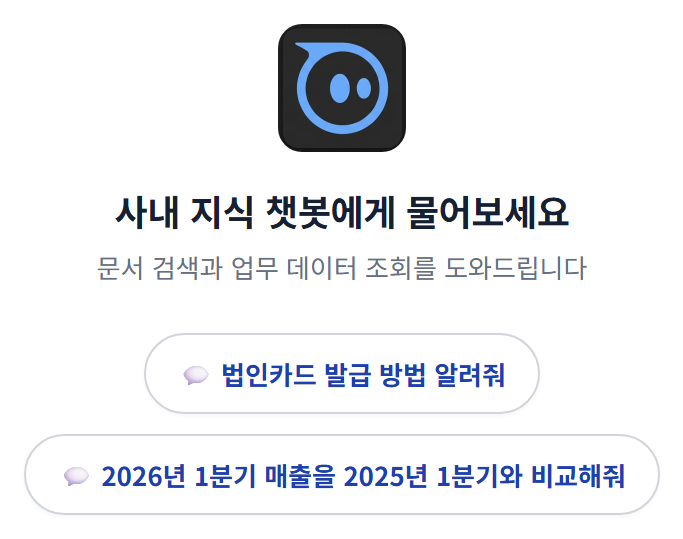 사내 지식 챗봇에게 물어보세요
문서 검색과 업무 데이터 조회를 도와드립니다
법인카드 발급 방법 알려줘
2026년 1분기 매출을 2025년 1분기와 비교해줘